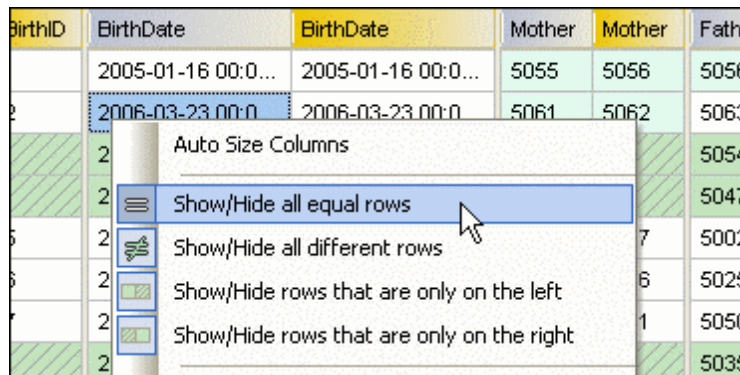 BirthID BirthDate BirthDate Mother Mother
2005-01-16 00:0... 2005-01-16 00:0... 5055 5056
2006-03-23 00:0 2006-03-23 00:0 5061 5062
Auto Size Columns
Show/Hide all equal rows
Show/Hide all different rows
Show/Hide rows that are only on the left
Show/Hide rows that are only on the right